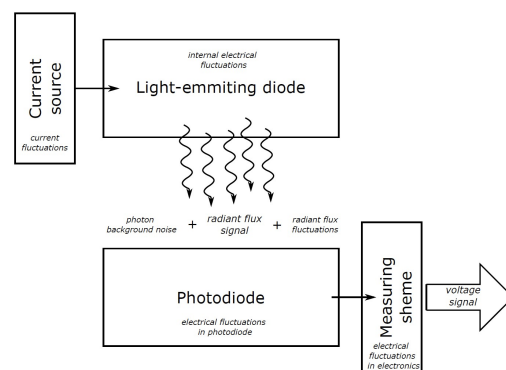 Current
source
current
fluctuations
internal electrical
fluctuations
Light-emmiting diode
photon
background noise
+
radiant flux
signal
+
radiant flux
fluctuations
Photodiode
electrical fluctuations
in photodiode
Measuring
sheme
electrical
fluctuations
in electronics
voltage
signal